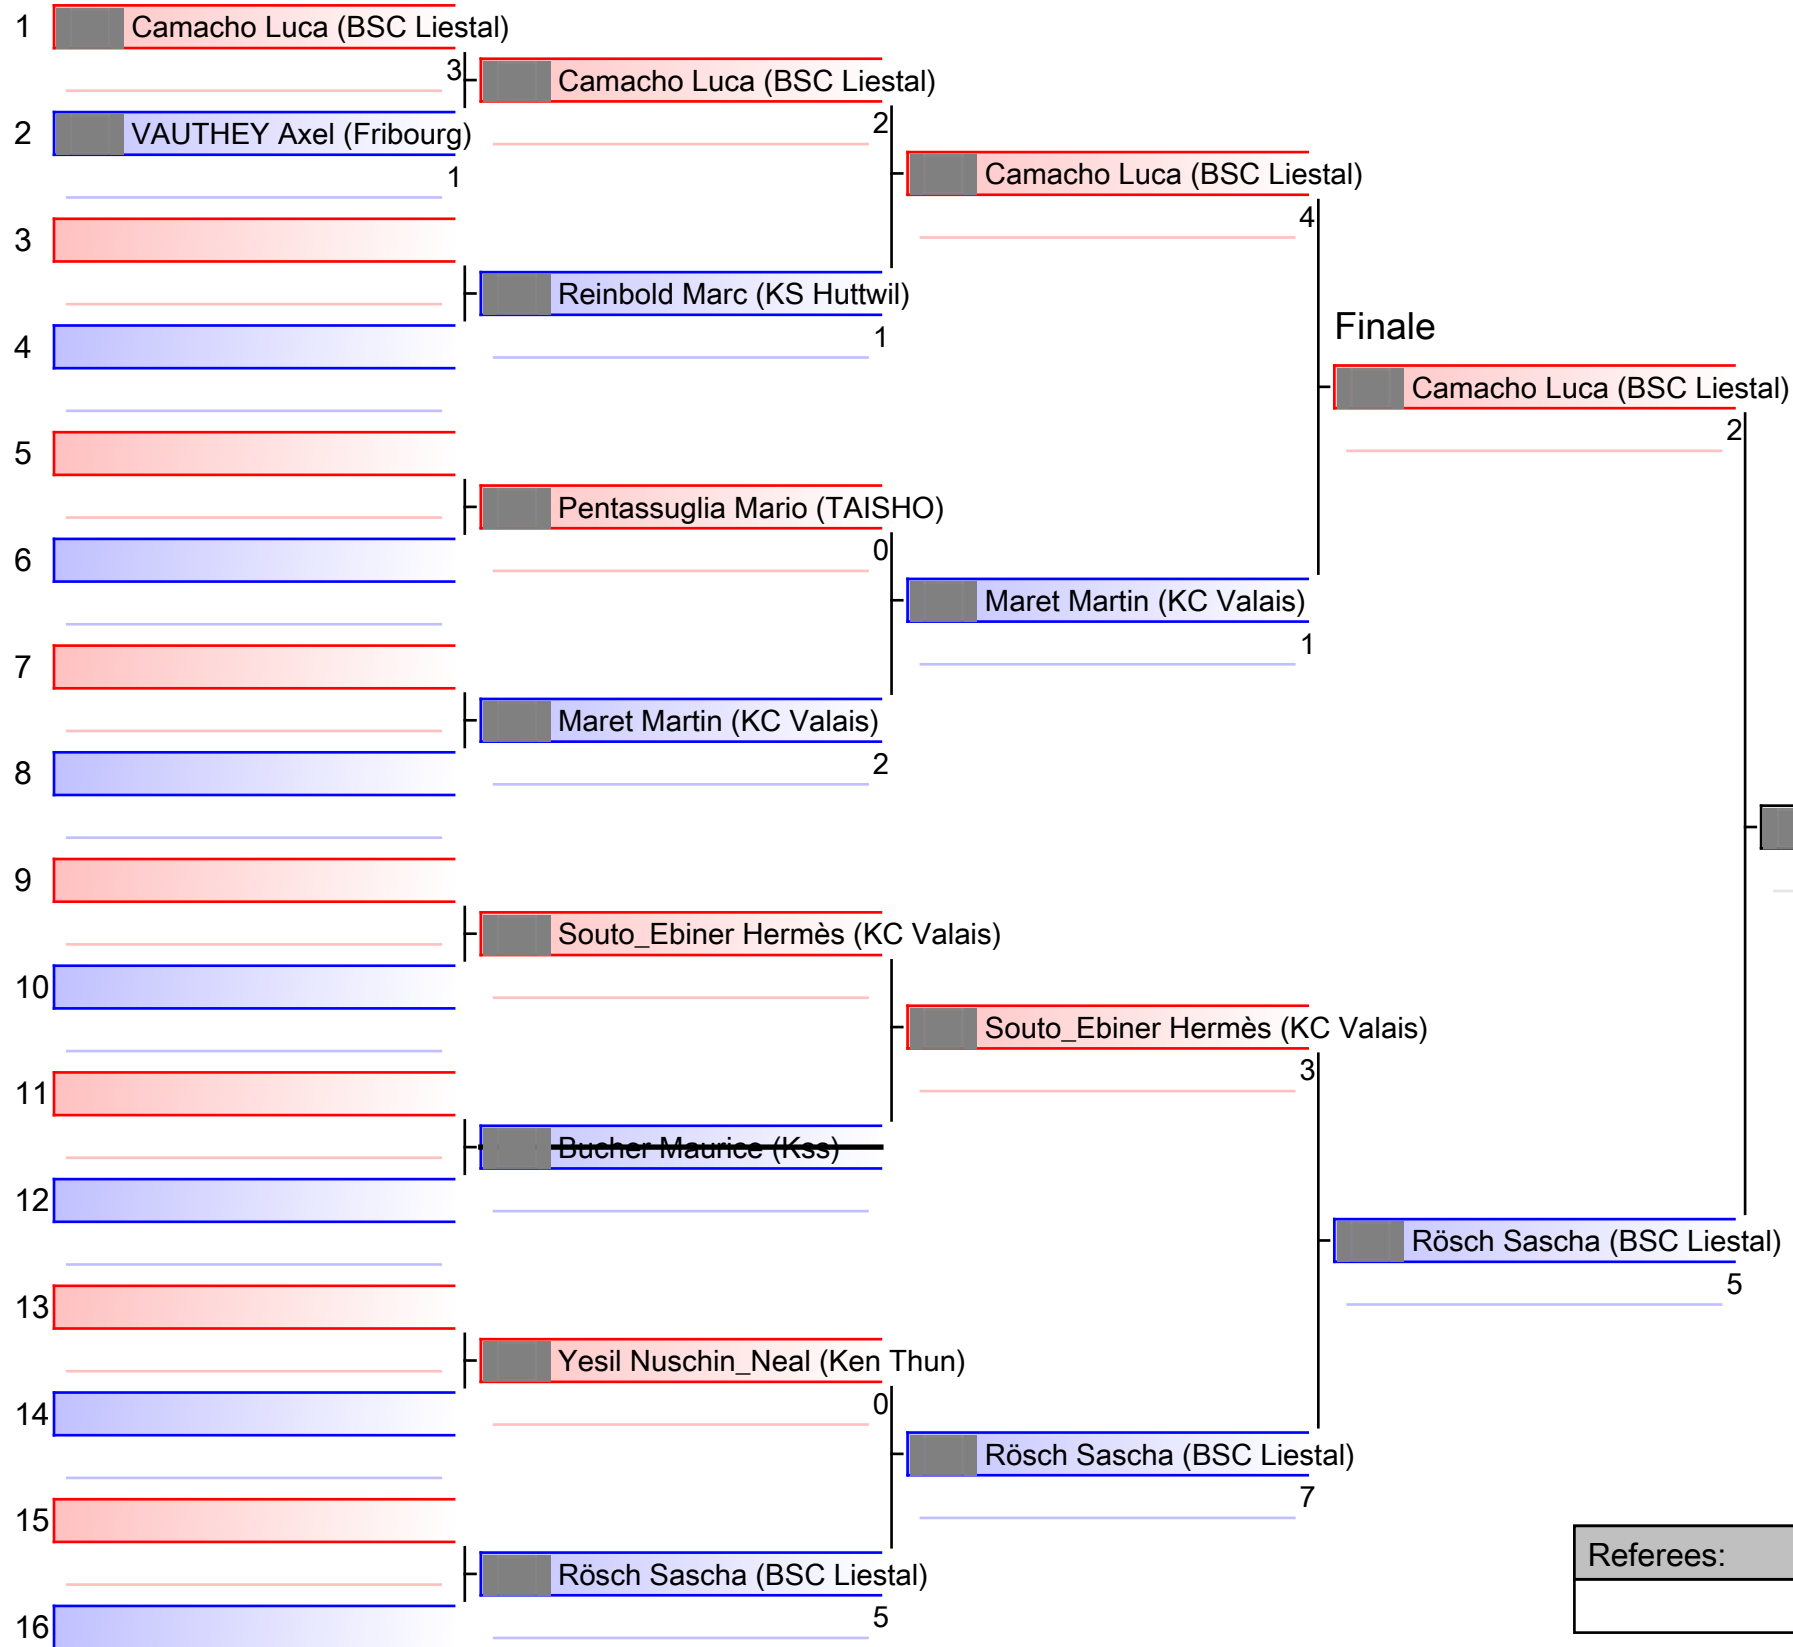 1 Camacho Luca (BSC Liestal)
3 Camacho Luca (BSC Liestal)
2 VAUTHEY Axel (Fribourg)
2
1 Camacho Luca (BSC Liestal)
4
3
Reinbold Marc (KS Huttwil)
1
4
Finale
Camacho Luca (BSC Liestal)
2
5
Pentassuglia Mario (TAISHO)
0
6
Maret Martin (KC Valais)
1
7
Maret Martin (KC Valais)
2
8
9
Souto_Ebiner Hermès (KC Valais)
10
Souto_Ebiner Hermès (KC Valais)
3
11
Bucher Maurice (Kss)
12
Rösch Sascha (BSC Liestal)
5
13
Yesil Nuschin_Neal (Ken Thun)
0
14
Rösch Sascha (BSC Liestal)
7
15
Referees:
Rösch Sascha (BSC Liestal)
5
16